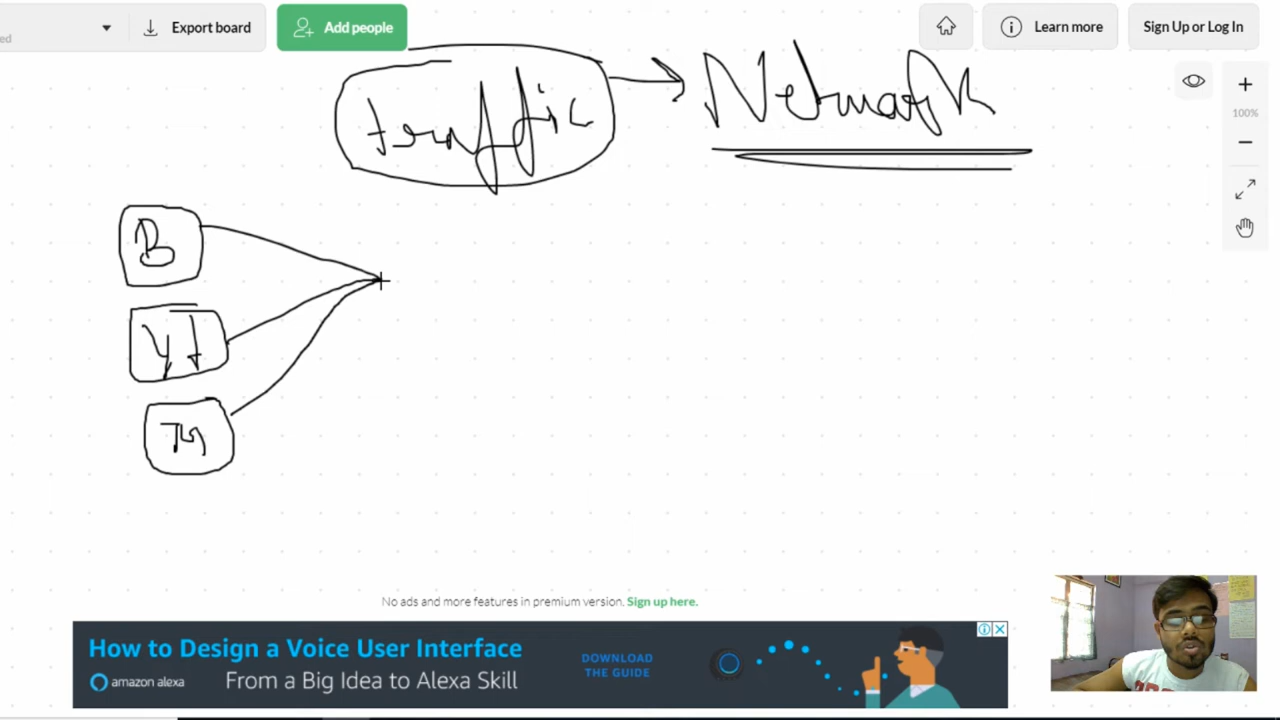 ed
Export board
Add people
Learn more
Sign Up or Log In
100%
traffic
Network
B
yt
No ads and more features in premium version. Sign up here.
How to Design a Voice User Interface
amazon alexa From a Big Idea to Alexa Skill
DOWNLOAD
THE GUIDE